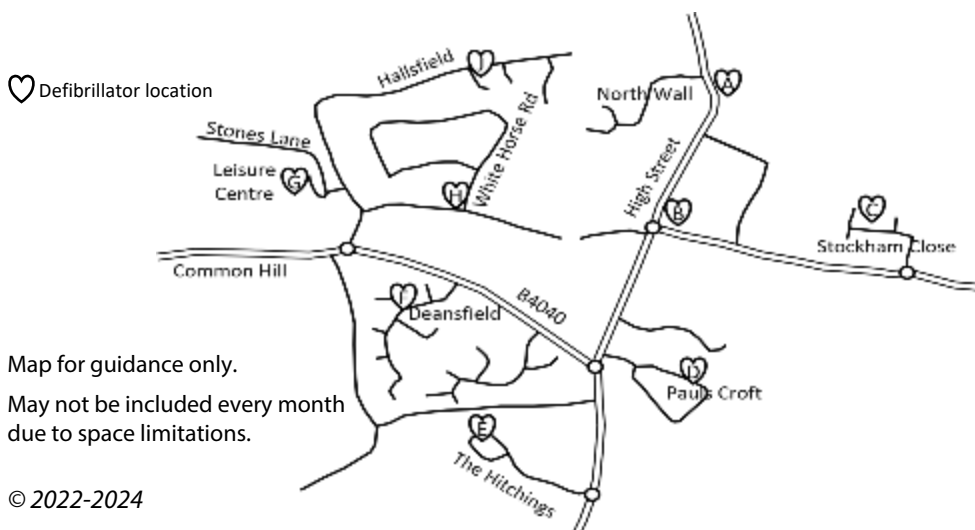 Defibrillator location
Hallsfield
J
North Wall
A
Stones Lane
White Horse Rd
Leisure
Centre
G
H
High Street
B
C
Stockham Close
Common Hill
B4040
Deansfield
Map for guidance only.
D
Pauls Croft
May not be included every month
due to space limitations.
E
The Hitchings
© 2022-2024